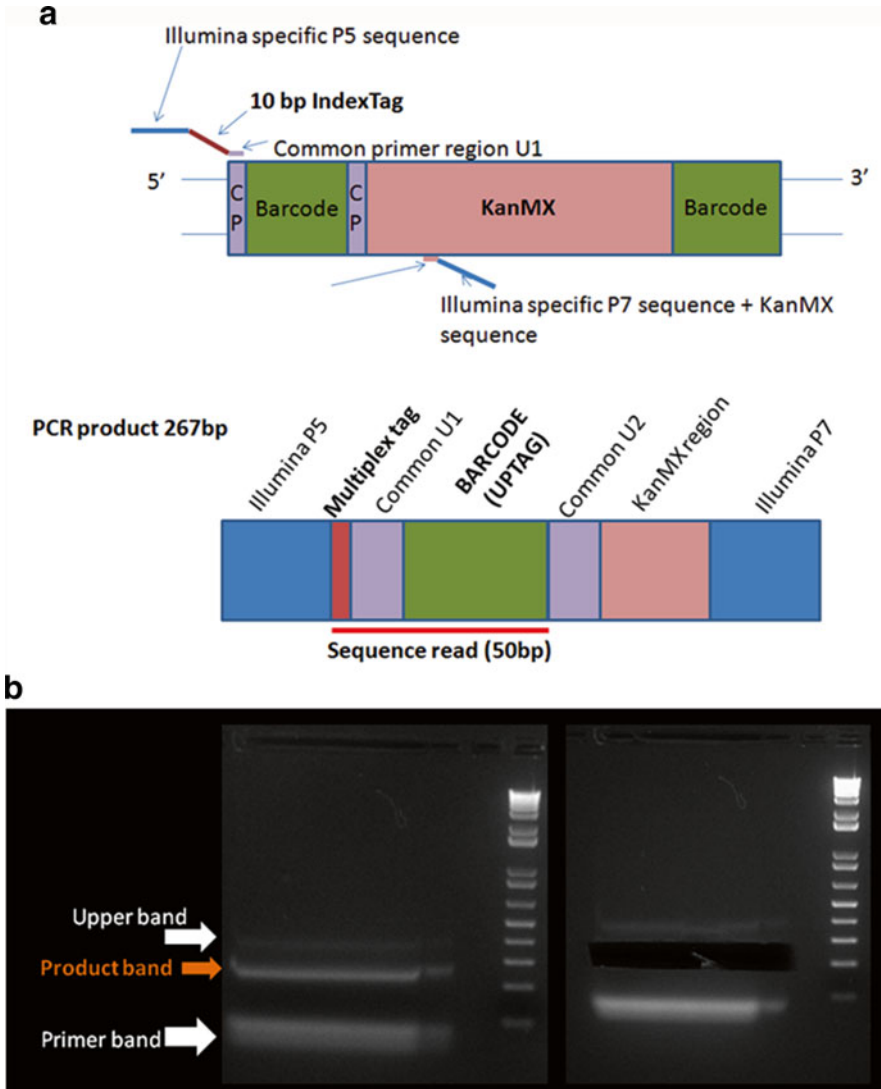 a
Illumina specific P5 sequence
10 bp IndexTag
Common primer region U1
5’
3’
C
P
Barcode
C
P
KanMX
Barcode
Illumina specific P7 sequence + KanMX
sequence
PCR product 267bp
Illumina P5
Multiplex tag
Common U1
BARCODE
(UPTAG)
Common U2
KanMX region
Illumina P7
Sequence read (50bp)
b
Upper band
Product band
Primer band